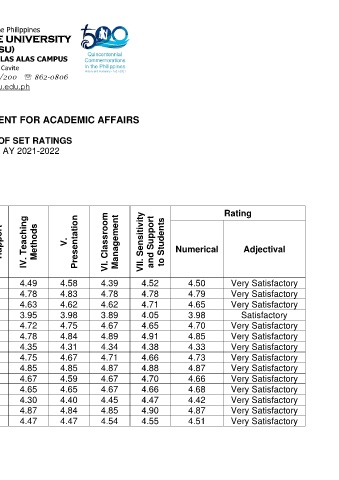 he Philippines
E UNIVERSITY
SU)
LAS ALAS CAMPUS
Cavite
/200 ☏ 862-0806
u.edu.ph
500
Quincentennial
Commemorations
in the Philippines
ENT FOR ACADEMIC AFFAIRS
OF SET RATINGS
AY 2021-2022
IV. Teaching Methods
V. Presentation
VI. Classroom Management
VII. Sensitivity and Support to Students
Rating
Numerical Adjectival
4.49 4.58 4.39 4.52 4.50 Very Satisfactory
4.78 4.83 4.78 4.78 4.79 Very Satisfactory
4.63 4.62 4.62 4.71 4.65 Very Satisfactory
3.95 3.98 3.89 4.05 3.98 Satisfactory
4.72 4.75 4.67 4.65 4.70 Very Satisfactory
4.78 4.84 4.89 4.91 4.85 Very Satisfactory
4.35 4.31 4.34 4.38 4.33 Very Satisfactory
4.75 4.67 4.71 4.66 4.73 Very Satisfactory
4.85 4.85 4.87 4.88 4.87 Very Satisfactory
4.67 4.59 4.67 4.70 4.66 Very Satisfactory
4.65 4.67 4.66 4.67 4.68 Very Satisfactory
4.30 4.40 4.45 4.47 4.42 Very Satisfactory
4.87 4.84 4.85 4.90 4.87 Very Satisfactory
4.47 4.47 4.54 4.55 4.51 Very Satisfactory